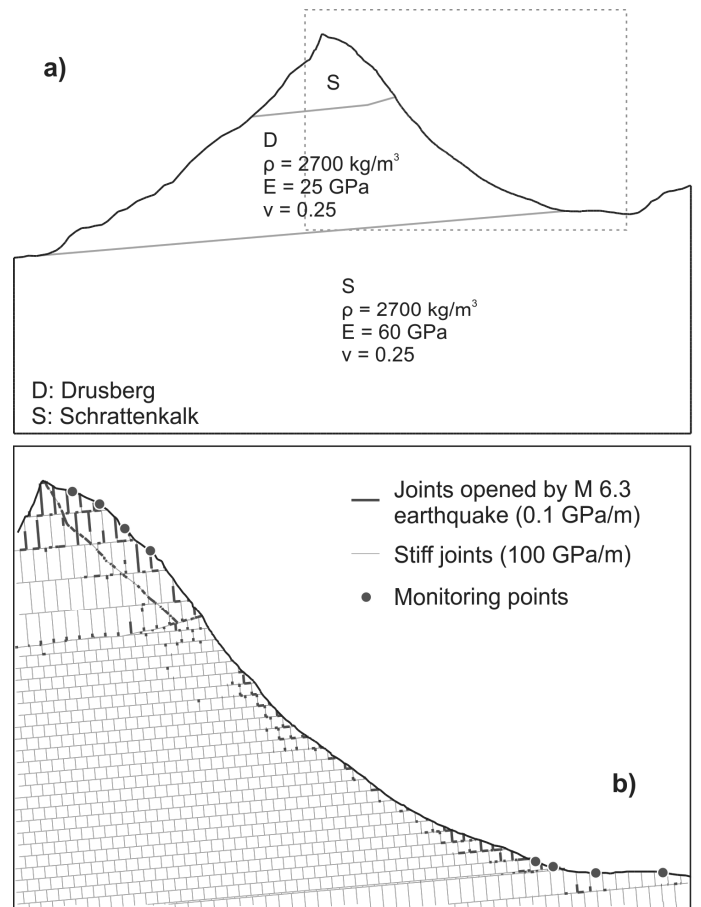 a)
S
D
ρ = 2700 kg/m³
E = 25 GPa
ν = 0.25
S
ρ = 2700 kg/m³
E = 60 GPa
ν = 0.25
D: Drusberg
S: Schrattenkalk
Joints opened by M 6.3
earthquake (0.1 GPa/m)
Stiff joints (100 GPa/m)
Monitoring points
b)